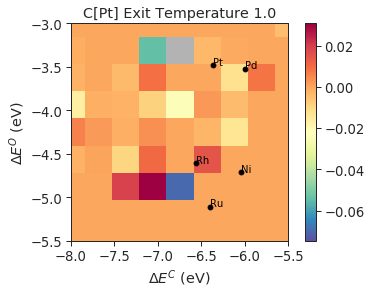 C[Pt] Exit Temperature 1.0
−3.0
−3.5
−4.0
−4.5
−5.0
−5.5
ΔE^O (eV)
Pt
Pd
Rh
Ni
Ru
0.02
0.00
−0.02
−0.04
−0.06
−8.0 −7.5 −7.0 −6.5 −6.0 −5.5
ΔE^C (eV)